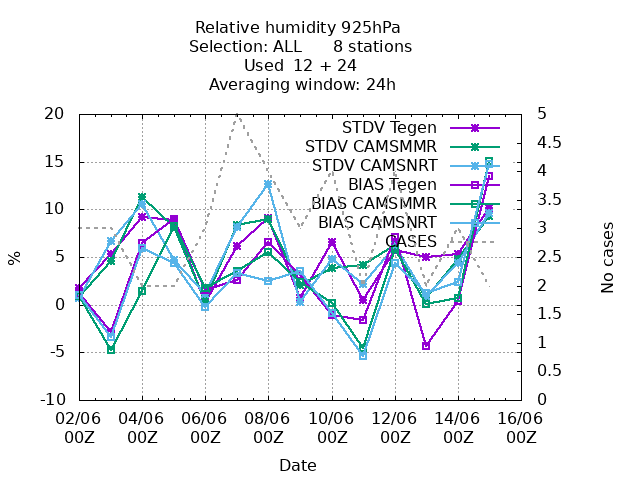 Relative humidity 925hPa
Selection: ALL 8 stations
Used 12 + 24
Averaging window: 24h
20
15
10
5
0
-5
-10
%
5
4.5
4
3.5
3
2.5
2
1.5
1
0.5
0
No cases
STDV Tegen
STDV CAMSMMR
STDV CAMSNRT
BIAS Tegen
BIAS CAMSMMR
BIAS CAMSNRT
CASES
02/06 04/06 06/06 08/06 10/06 12/06 14/06 16/06
00Z 00Z 00Z 00Z 00Z 00Z 00Z 00Z
Date